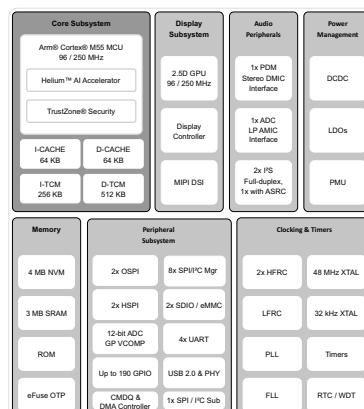 Core Subsystem
Arm® Cortex® M55 MCU
96 / 250 MHz
Helium™ AI Accelerator
TrustZone® Security
I-CACHE
64 KB
D-CACHE
64 KB
I-TCM
256 KB
D-TCM
512 KB
Display
Subsystem
2.5D GPU
96 / 250 MHz
Display
Controller
MIPI DSI
Audio
Peripherals
1x PDM
Stereo DMIC
Interface
1x ADC
LP AMIC
Interface
2x I²S
Full-duplex,
1x with ASRC
Power
Management
DCDC
LDOs
PMU
Memory
4 MB NVM
3 MB SRAM
ROM
eFuse OTP
Peripheral
Subsystem
2x OSPI
8x SPI/I²C Mgr
2x HSPI
2x SDIO / eMMC
12-bit ADC
GP VCOMP
4x UART
Up to 190 GPIO
USB 2.0 & PHY
CMDQ &
DMA Controller
1x SPI / I²C Sub
Clocking & Timers
2x HFRC
48 MHz XTAL
LFRC
32 kHz XTAL
PLL
Timers
FLL
RTC / WDT